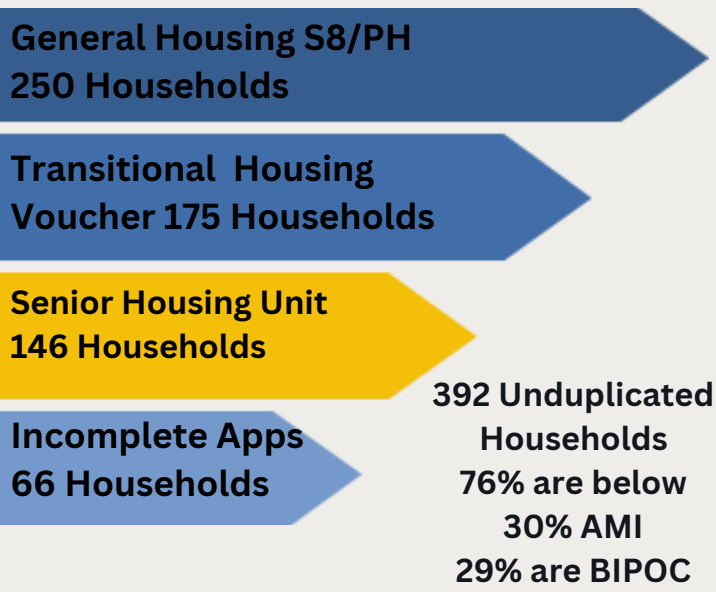 General Housing S8/PH
250 Households
Transitional Housing
Voucher 175 Households
Senior Housing Unit
146 Households
Incomplete Apps
66 Households
392 Unduplicated
Households
76% are below
30% AMI
29% are BIPOC